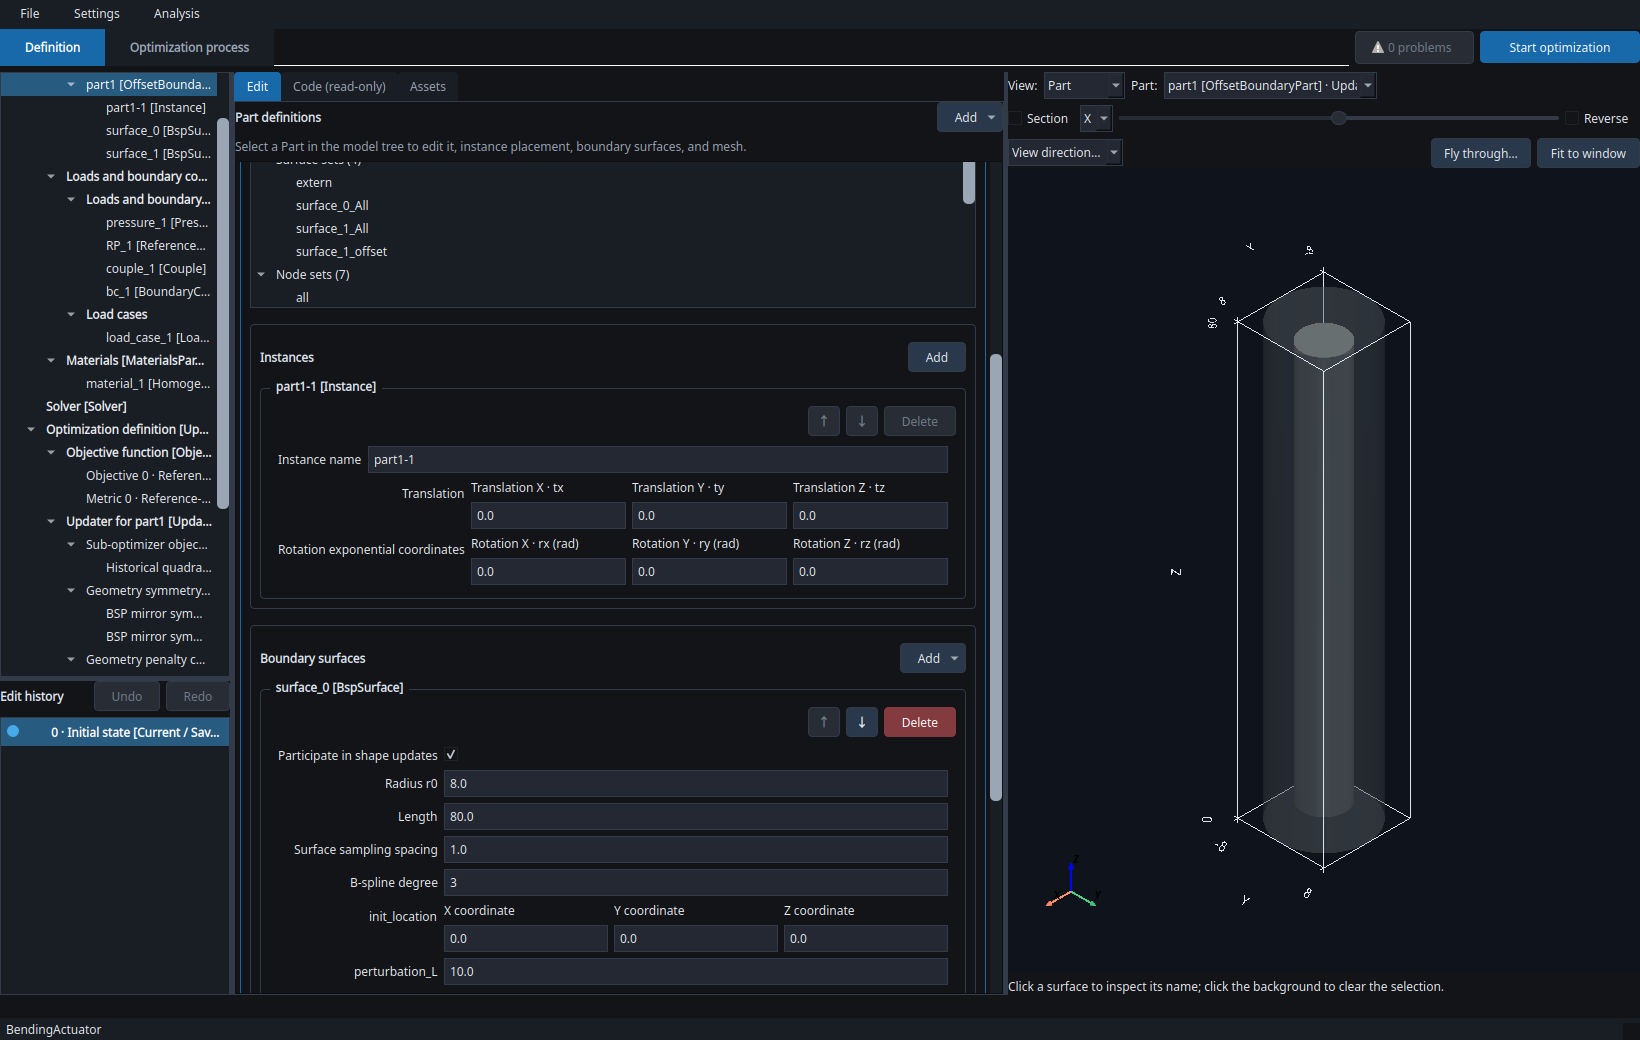 File Settings Analysis
Definition Optimization process 0 problems Start optimization
part1 [OffsetBounda...
part1-1 [Instance]
surface_0 [BspSu...
surface_1 [BspSu...
Loads and boundary co...
Loads and boundary...
pressure_1 [Pres...
RP_1 [Reference...
couple_1 [Couple]
bc_1 [BoundaryC...
Load cases
load_case_1 [Loa...
Materials [MaterialsPar...
material_1 [Homoge...
Solver [Solver]
Optimization definition [Up...
Objective function [Obje...
Objective 0 · Referen...
Metric 0 · Reference-...
Updater for part1 [Upda...
Sub-optimizer objec...
Historical quadra...
Geometry symmetry...
BSP mirror sym...
BSP mirror sym...
Geometry penalty c...
Edit history Undo Redo
0 · Initial state [Current / Sav...
Edit Code (read-only) Assets
Part definitions Add
Select a Part in the model tree to edit it, instance placement, boundary surfaces, and mesh.
Surface sets (4)
extern
surface_0_All
surface_1_All
surface_1_offset
Node sets (7)
all
Instances Add
part1-1 [Instance]
↑ ↓ Delete
Instance name part1-1
Translation Translation X · tx Translation Y · ty Translation Z · tz
0.0 0.0 0.0
Rotation exponential coordinates Rotation X · rx (rad) Rotation Y · ry (rad) Rotation Z · rz (rad)
0.0 0.0 0.0
Boundary surfaces Add
surface_0 [BspSurface]
↑ ↓ Delete
Participate in shape updates ✓
Radius r0 8.0
Length 80.0
Surface sampling spacing 1.0
B-spline degree 3
init_location X coordinate Y coordinate Z coordinate
0.0 0.0 0.0
perturbation_L 10.0
View: Part Part: part1 [OffsetBoundaryPart] · Upda
Section X Reverse
View direction... Fly through... Fit to window
Z
0
Z
Click a surface to inspect its name; click the background to clear the selection.
BendingActuator